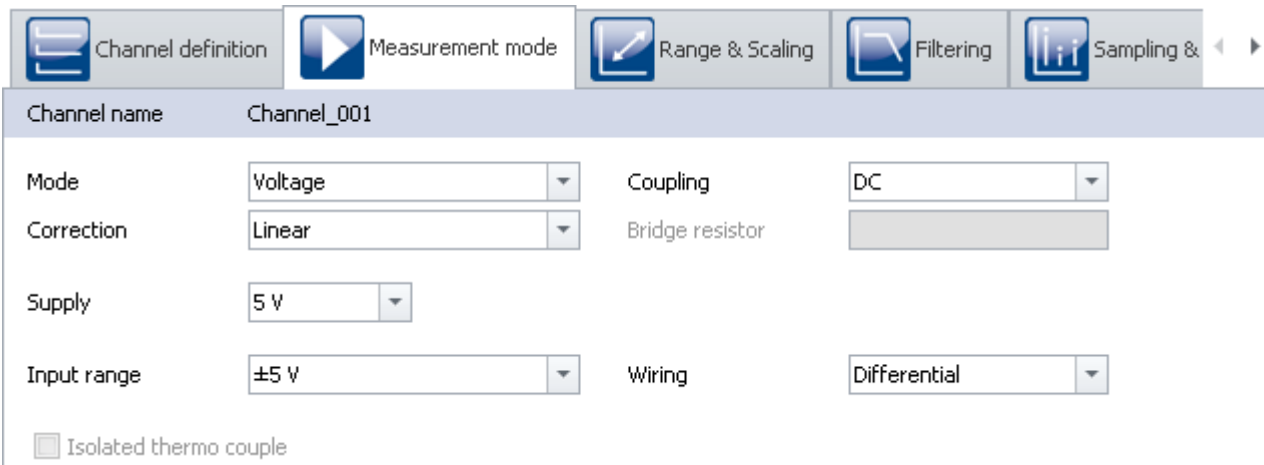 Channel definition Measurement mode Range & Scaling Filtering Sampling &
Channel name Channel_001
Mode Voltage Coupling DC
Correction Linear Bridge resistor
Supply 5 V
Input range ±5 V Wiring Differential
Isolated thermo couple